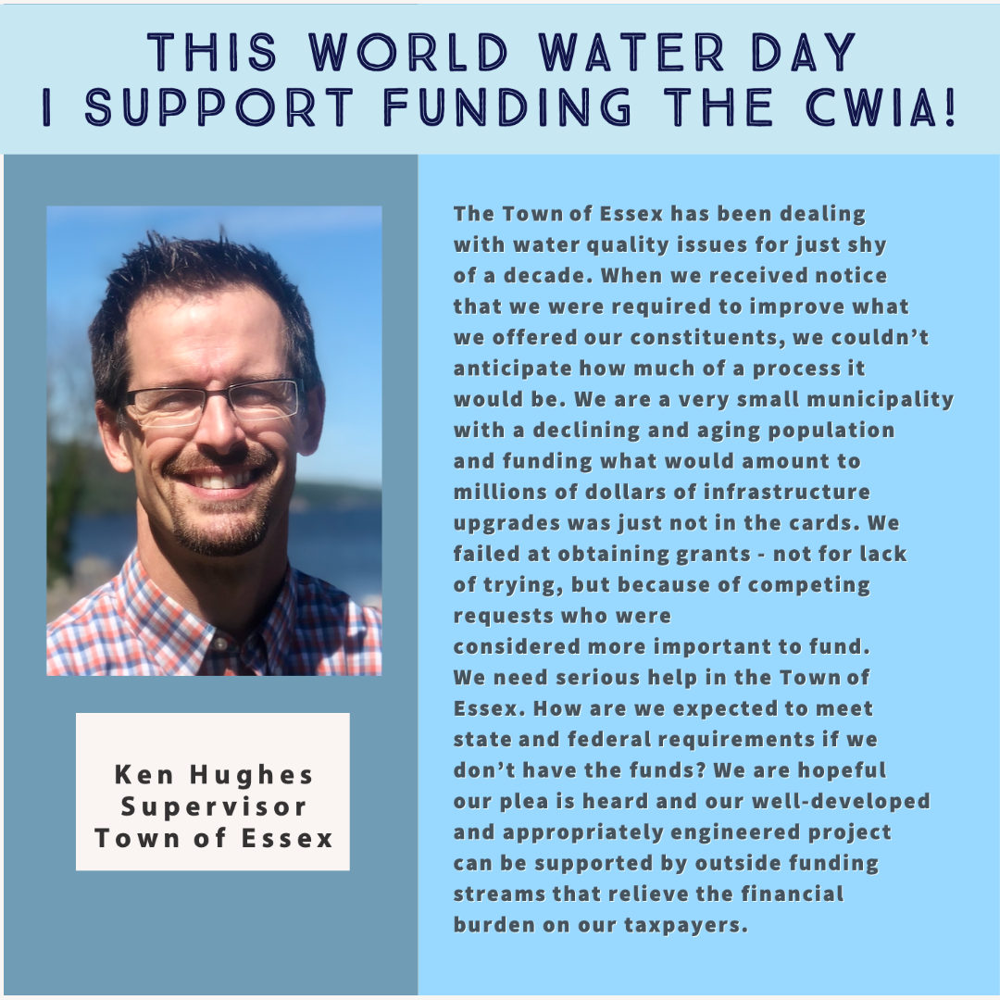 THIS WORLD WATER DAY
I SUPPORT FUNDING THE CWIA!
The Town of Essex has been dealing
with water quality issues for just shy
of a decade. When we received notice
that we were required to improve what
we offered our constituents, we couldn’t
anticipate how much of a process it
would be. We are a very small municipality
with a declining and aging population
and funding what would amount to
millions of dollars of infrastructure
upgrades was just not in the cards. We
failed at obtaining grants - not for lack
of trying, but because of competing
requests who were
considered more important to fund.
We need serious help in the Town of
Essex. How are we expected to meet
state and federal requirements if we
don’t have the funds? We are hopeful
our plea is heard and our well-developed
and appropriately engineered project
can be supported by outside funding
streams that relieve the financial
burden on our taxpayers.
Ken Hughes
Supervisor
Town of Essex